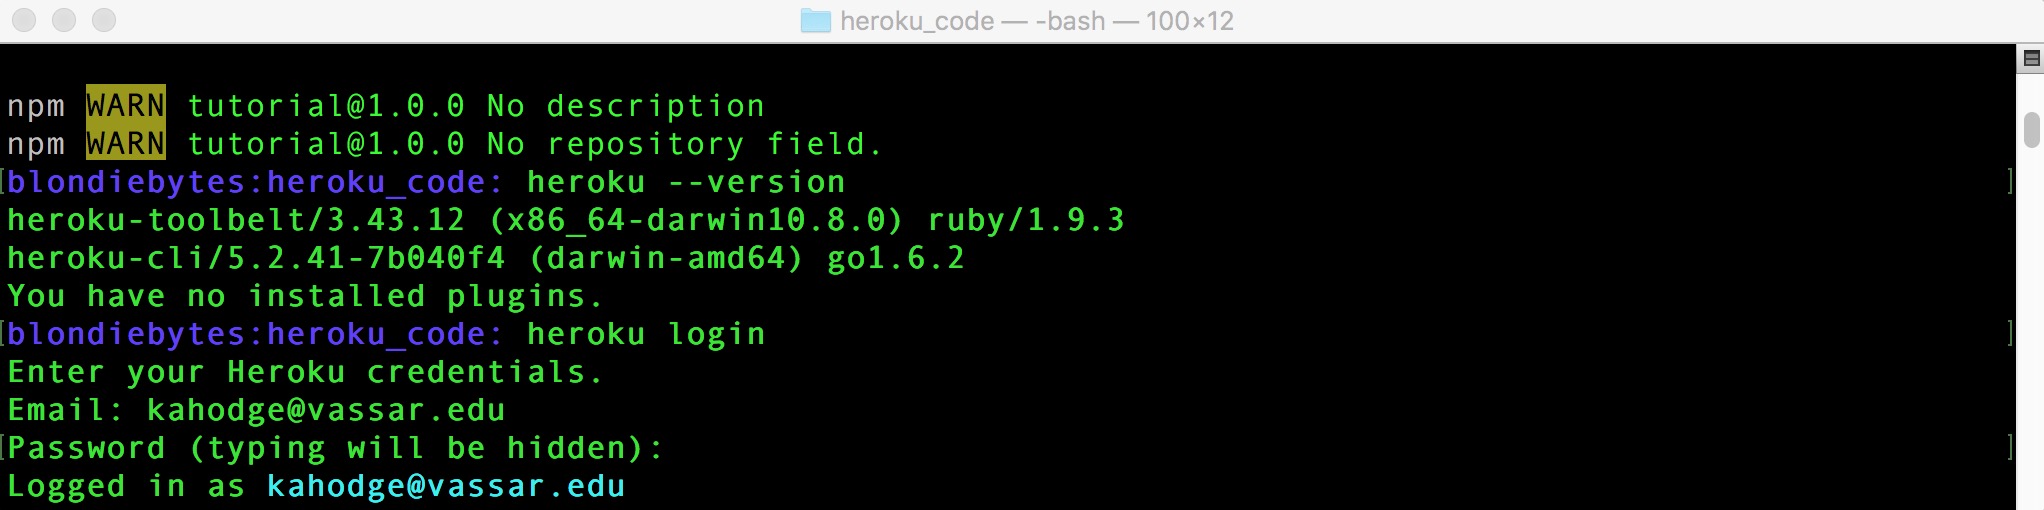 heroku_code — -bash — 100×12
npm WARN tutorial@1.0.0 No description
npm WARN tutorial@1.0.0 No repository field.
[blondiebytes:heroku_code: heroku --version ]
heroku-toolbelt/3.43.12 (x86_64-darwin10.8.0) ruby/1.9.3
heroku-cli/5.2.41-7b040f4 (darwin-amd64) go1.6.2
You have no installed plugins.
[blondiebytes:heroku_code: heroku login ]
Enter your Heroku credentials.
Email: kahodge@vassar.edu
[Password (typing will be hidden): ]
Logged in as kahodge@vassar.edu